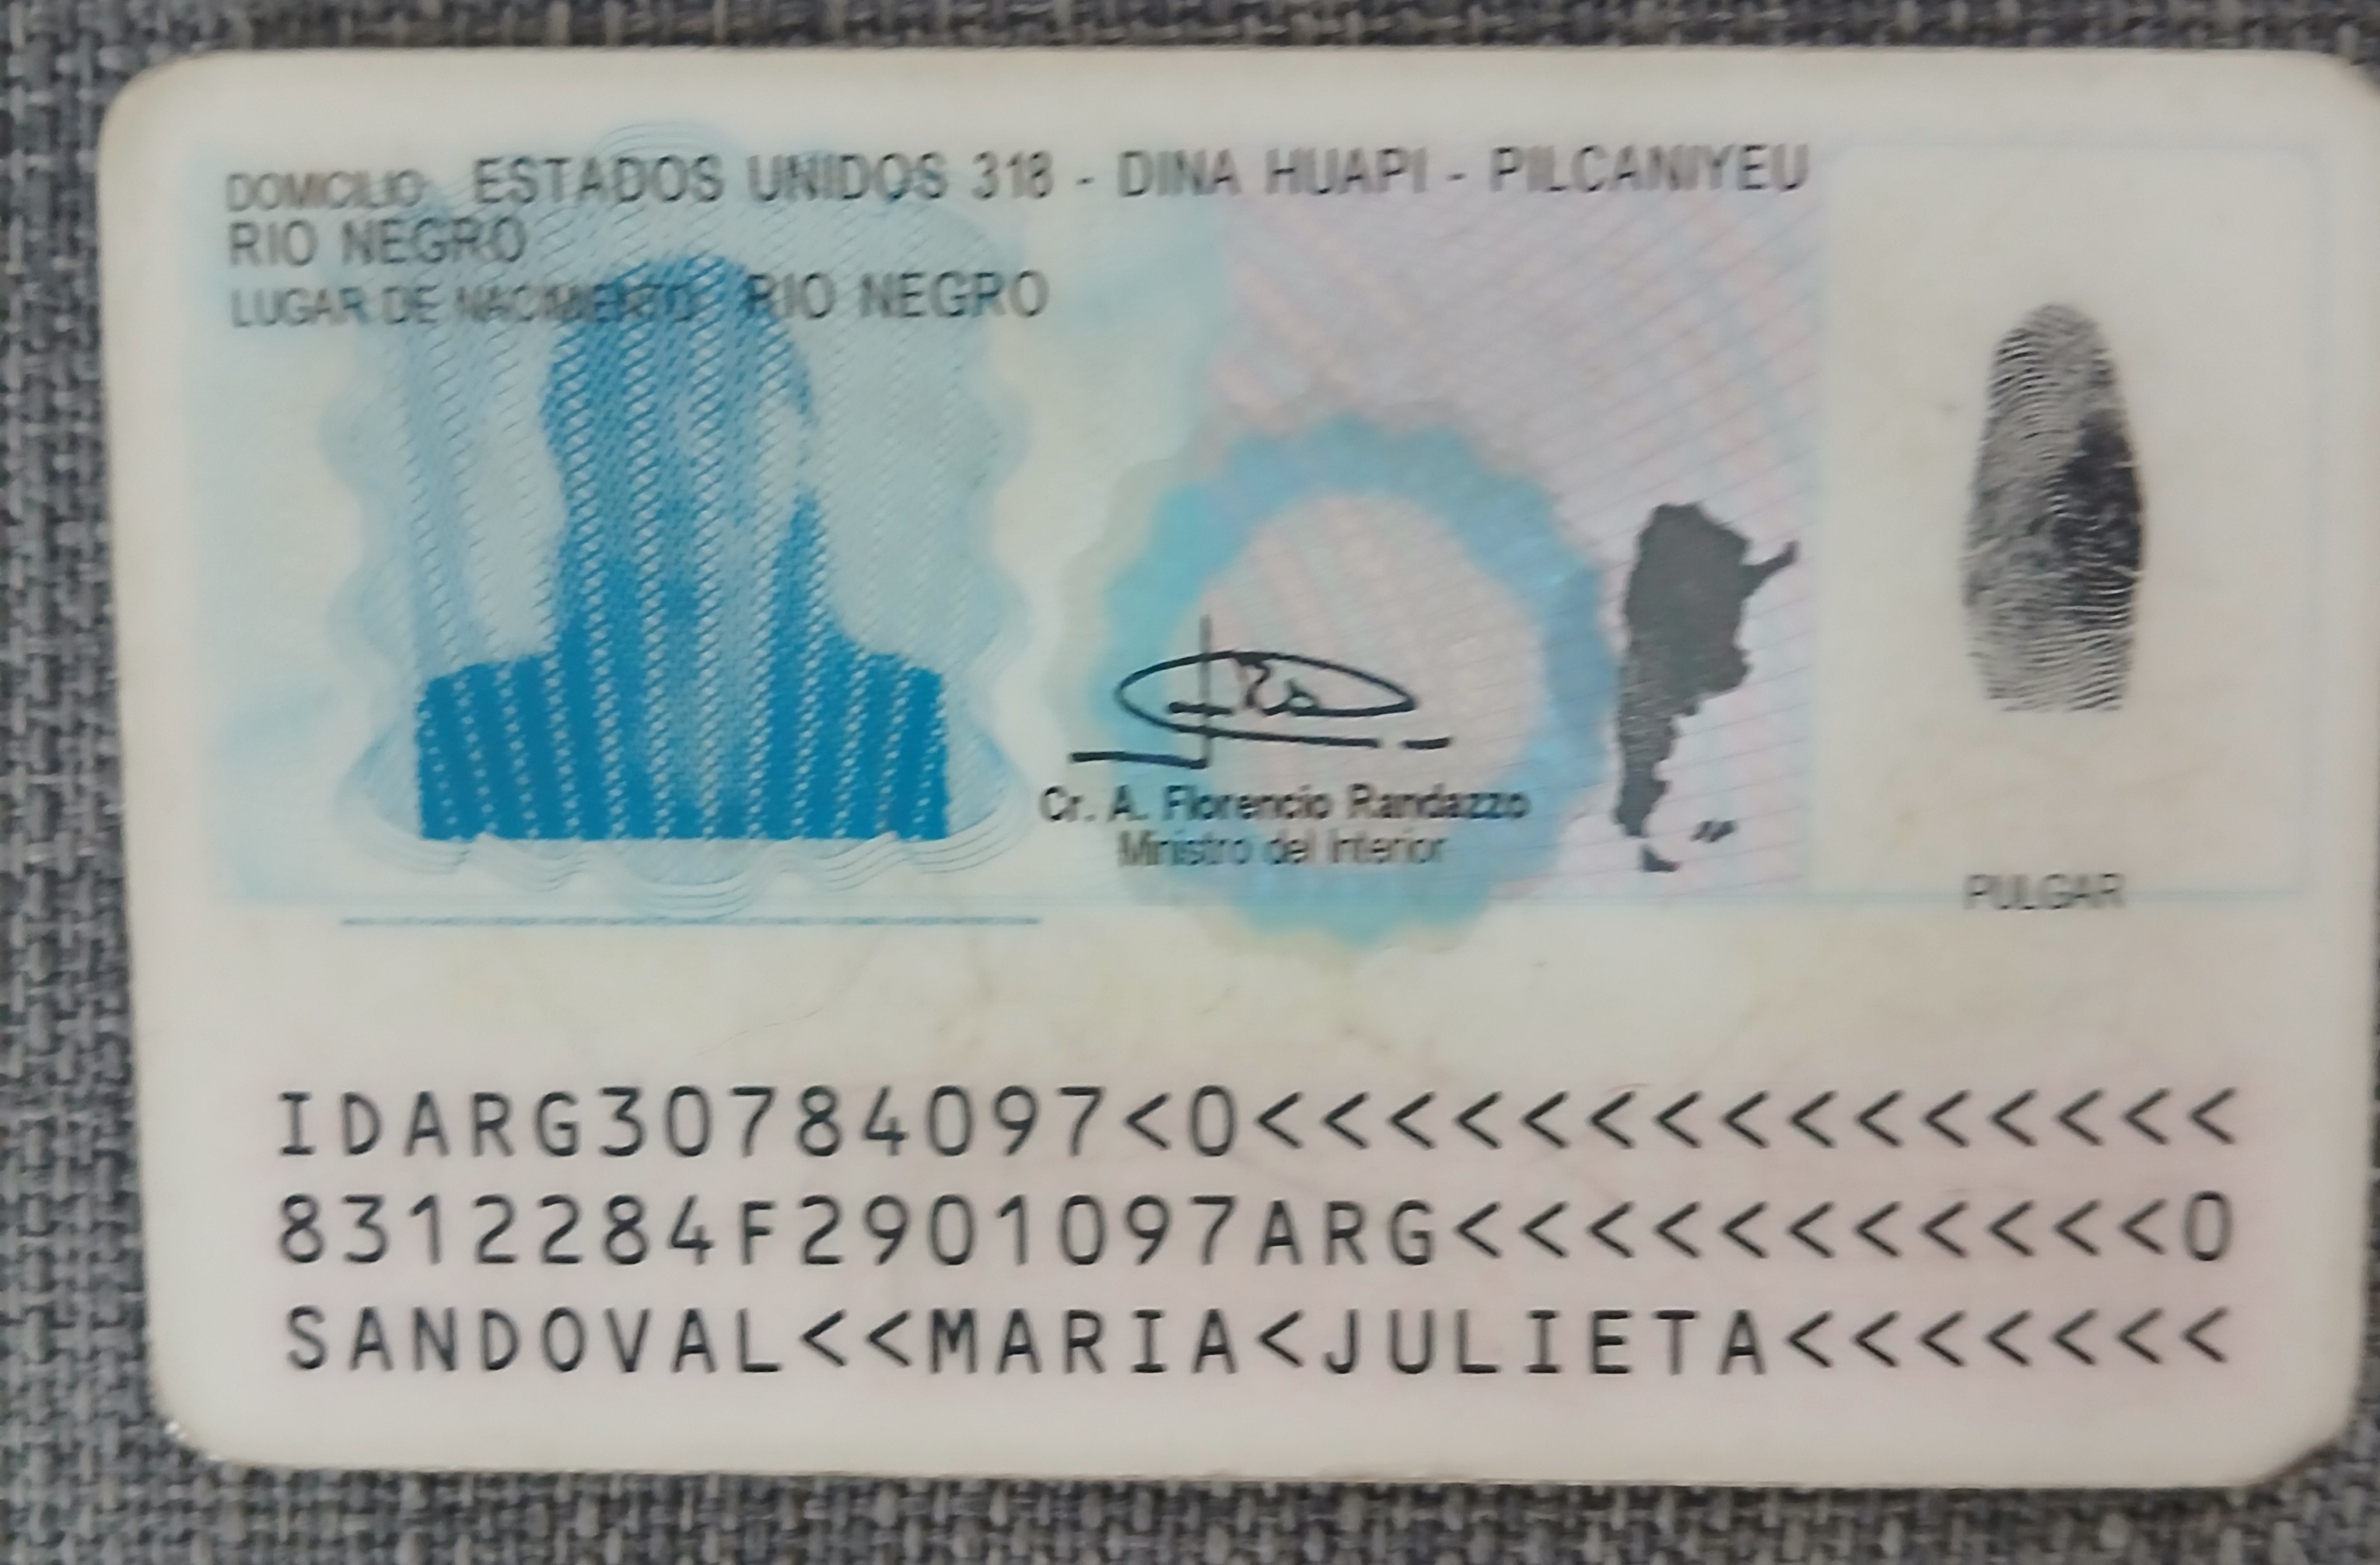 DOMICILIO ESTADOS UNIDOS 318 - DINA HUAPI - PILCANIYEU
RIO NEGRO
LUGAR DE NACIMIENTO RIO NEGRO
Cr. A. Florencio Randazzo
Ministro del Interior
PULGAR
IDARG30784097<0<<<<<<<<<<<<<<<
8312284F2901097ARG<<<<<<<<<<<0
SANDOVAL<<MARIA<JULIETA<<<<<<<